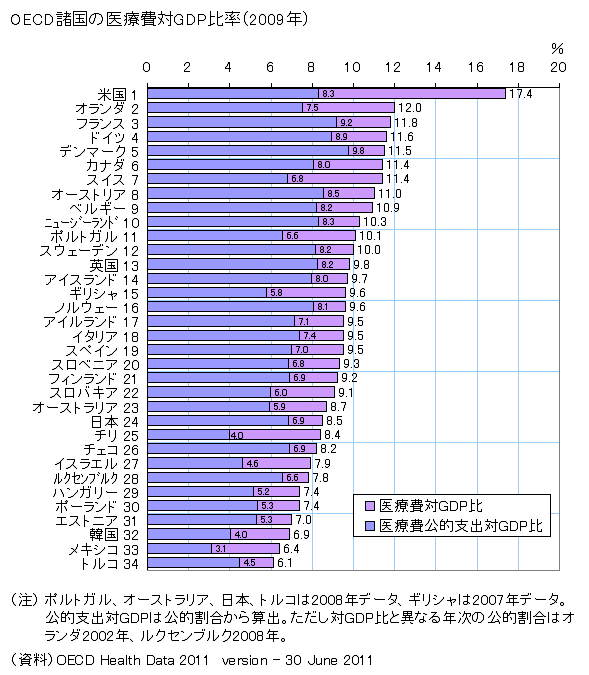 OECD諸国の医療費対GDP比率(2009年)
%
0 2 4 6 8 10 12 14 16 18 20
米国 1 8.3 17.4
オランダ 2 7.5 12.0
フランス 3 9.2 11.8
ドイツ 4 8.9 11.6
デンマーク 5 9.8 11.5
カナダ 6 8.0 11.4
スイス 7 6.8 11.4
オーストリア 8 8.5 11.0
ベルギー 9 8.2 10.9
ニュージーランド 10 8.3 10.3
ポルトガル 11 6.6 10.1
スウェーデン 12 8.2 10.0
英国 13 8.2 9.8
アイスランド 14 8.0 9.7
ギリシャ 15 5.8 9.6
ノルウェー 16 8.1 9.6
アイルランド 17 7.1 9.5
イタリア 18 7.4 9.5
スペイン 19 7.0 9.5
スロベニア 20 6.8 9.3
フィンランド 21 6.9 9.2
スロバキア 22 6.0 9.1
オーストラリア 23 5.9 8.7
日本 24 6.9 8.5
チリ 25 4.0 8.4
チェコ 26 6.9 8.2
イスラエル 27 4.6 7.9
ルクセンブルク 28 6.6 7.8
ハンガリー 29 5.2 7.4
ポーランド 30 5.3 7.4
エストニア 31 5.3 7.0
韓国 32 4.0 6.9
メキシコ 33 3.1 6.4
トルコ 34 4.5 6.1
医療費対GDP比
医療費公的支出対GDP比
(注) ポルトガル、オーストラリア、日本、トルコは2008年データ、ギリシャは2007年データ。
公的支出対GDPは公的割合から算出。ただし対GDP比と異なる年次の公的割合はオ
ランダ2002年、ルクセンブルク2008年。
(資料) OECD Health Data 2011 version - 30 June 2011